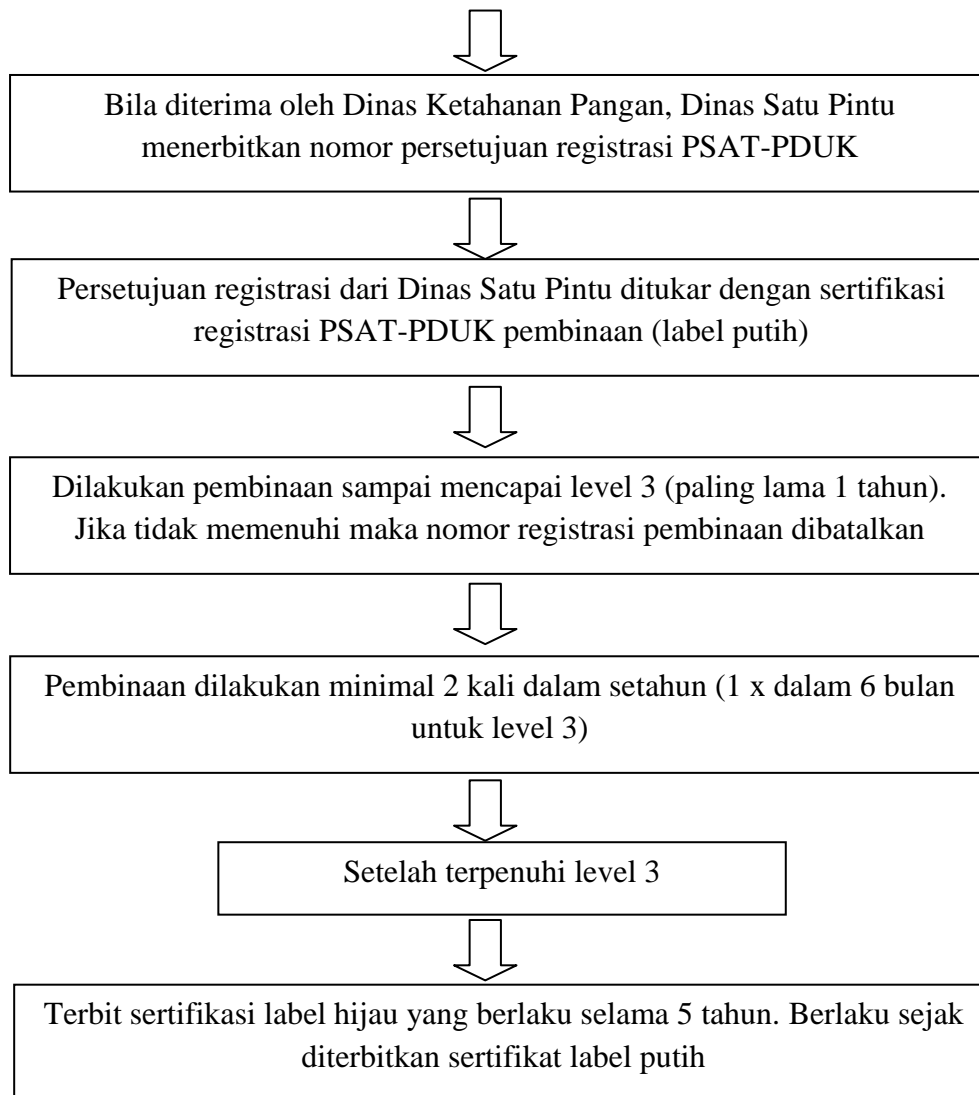 Bila diterima oleh Dinas Ketahanan Pangan, Dinas Satu Pintu
menerbitkan nomor persetujuan registrasi PSAT-PDUK
Persetujuan registrasi dari Dinas Satu Pintu ditukar dengan sertifikasi
registrasi PSAT-PDUK pembinaan (label putih)
Dilakukan pembinaan sampai mencapai level 3 (paling lama 1 tahun).
Jika tidak memenuhi maka nomor registrasi pembinaan dibatalkan
Pembinaan dilakukan minimal 2 kali dalam setahun (1 x dalam 6 bulan
untuk level 3)
Setelah terpenuhi level 3
Terbit sertifikasi label hijau yang berlaku selama 5 tahun. Berlaku sejak
diterbitkan sertifikat label putih